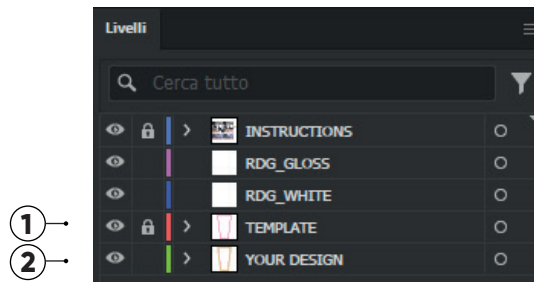 Livelli
Cerca tutto
INSTRUCTIONS
RDG_GLOSS
RDG_WHITE
1 TEMPLATE
2 YOUR DESIGN